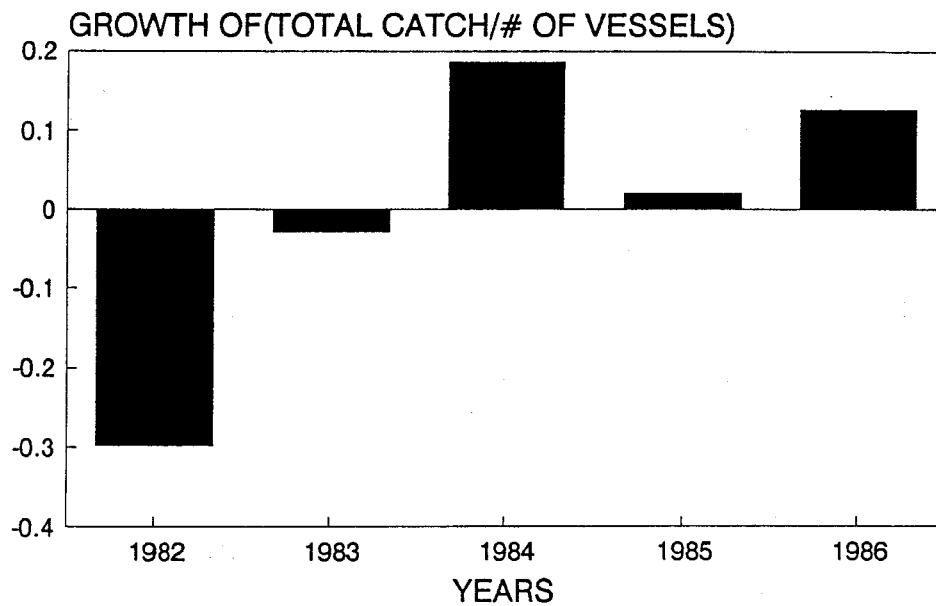 GROWTH OF(TOTAL CATCH/# OF VESSELS)
0.2
0.1
0
-0.1
-0.2
-0.3
-0.4
1982 1983 1984 1985 1986
YEARS